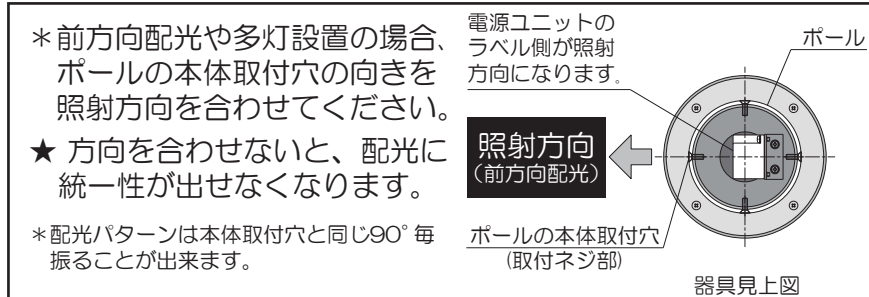 ＊前方向配光や多灯設置の場合、
ポールの本体取付穴の向きを
照射方向を合わせてください。
★ 方向を合わせないと、配光に
統一性が出せなくなります。
＊配光パターンは本体取付穴と同じ90°毎
振ることが出来ます。
電源ユニットの
ラベル側が照射
方向になります。
ポール
照射方向
（前方向配光）
ポールの本体取付穴
(取付ネジ部)
器具見上図